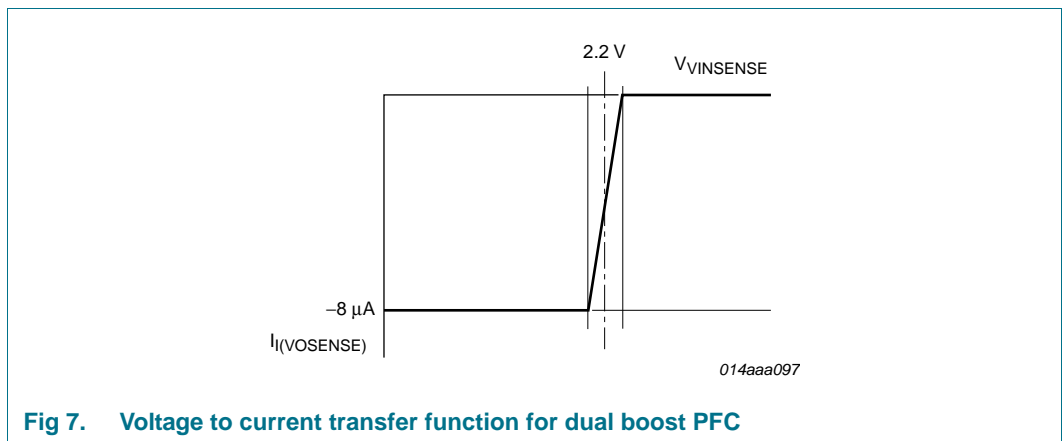 2.2 V
VVINSENSE
−8 μA
II(VOSENSE)
014aaa097
Fig 7. Voltage to current transfer function for dual boost PFC